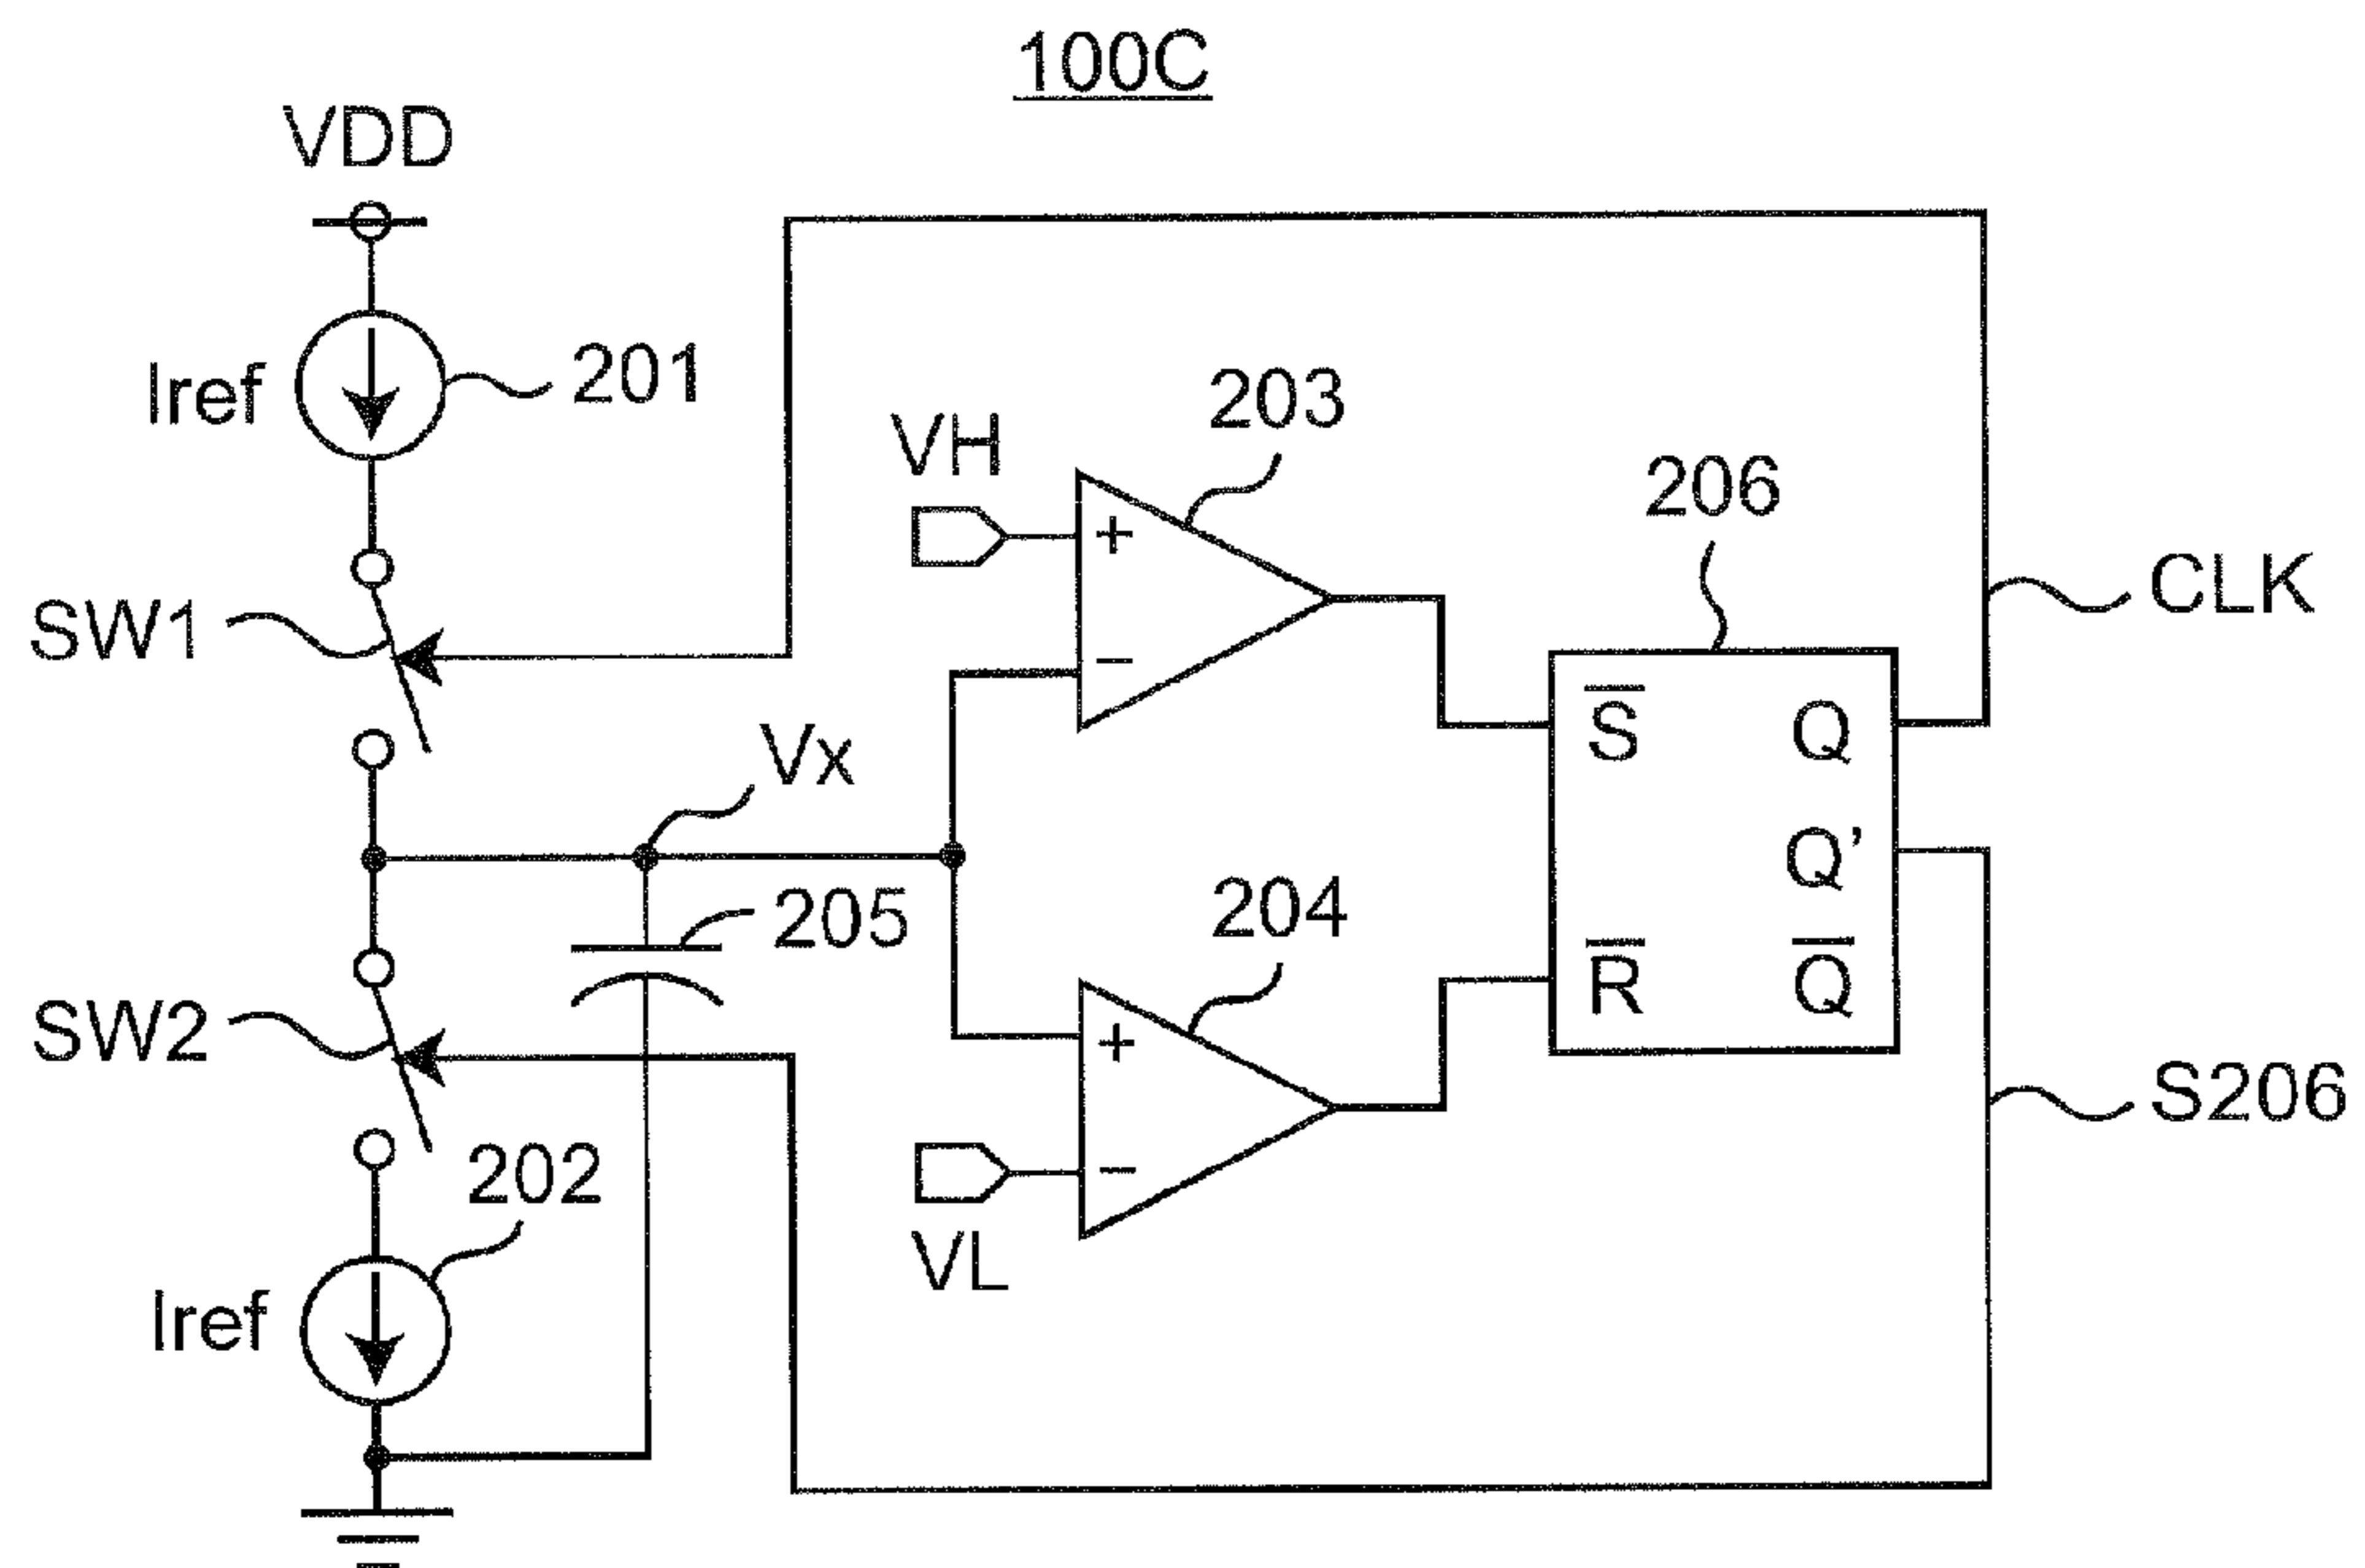 100C
VDD
Iref
201
VH
203
206
CLK
SW1
+
−
S̅
Q
Vx
Q’
205
204
R̅
Q̅
SW2
+
−
S206
202
VL
Iref